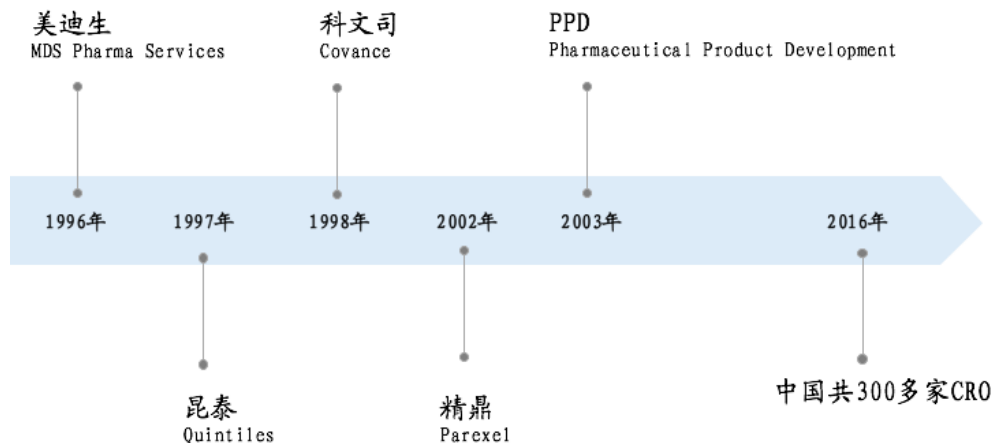 美迪生
MDS Pharma Services
科文司
Covance
PPD
Pharmaceutical Product Development
1996年
1997年
1998年
2002年
2003年
2016年
昆泰
Quintiles
精鼎
Parexel
中国共300多家CRO